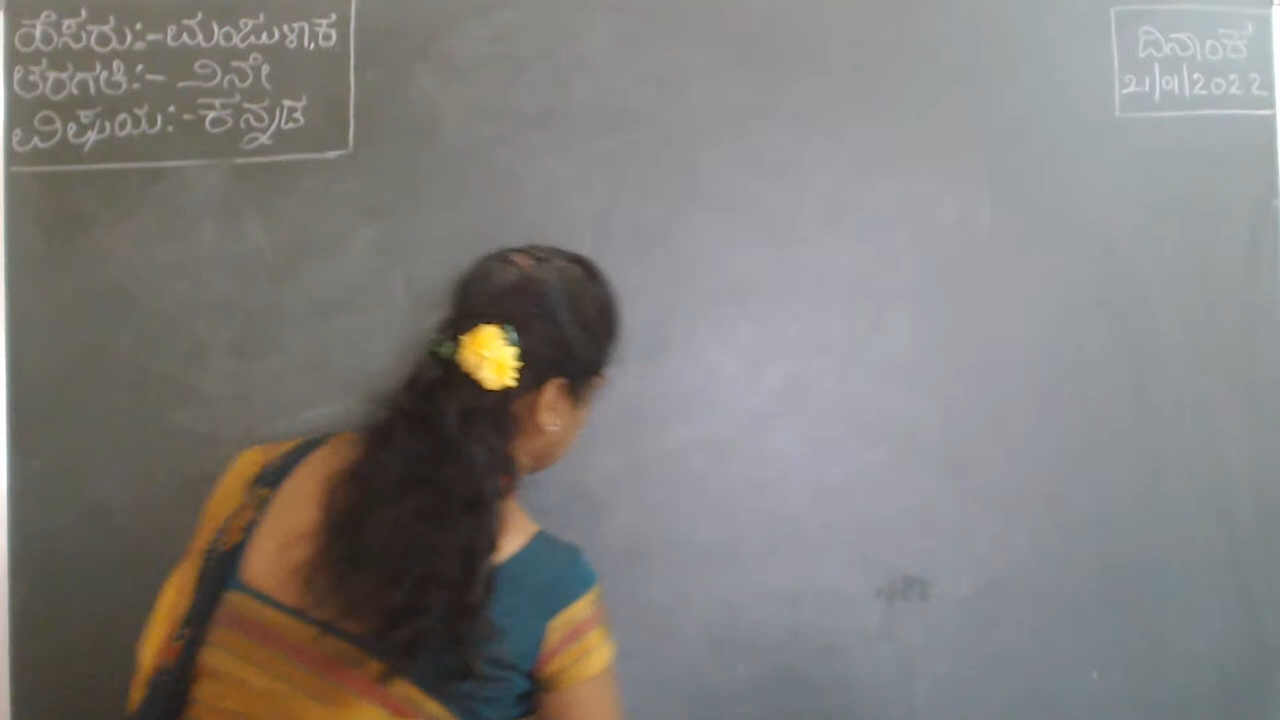 ಹೆಸರು:-ಮಂಜುಳಾ.ಕ
ತರಗತಿ:- ೨ನೇ
ವಿಷಯ:-ಕನ್ನಡ
ದಿನಾಂಕ
21/01/2022